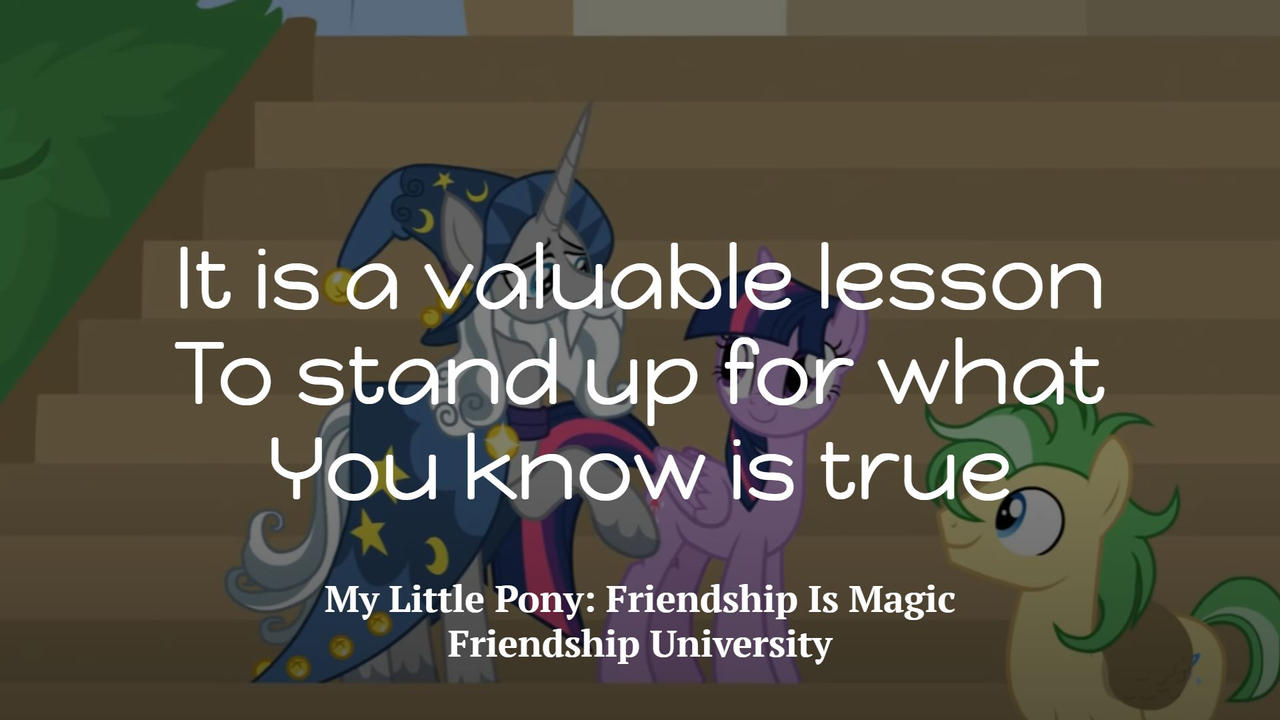 It is a valuable lesson
To stand up for what
You know is true
My Little Pony: Friendship Is Magic
Friendship University